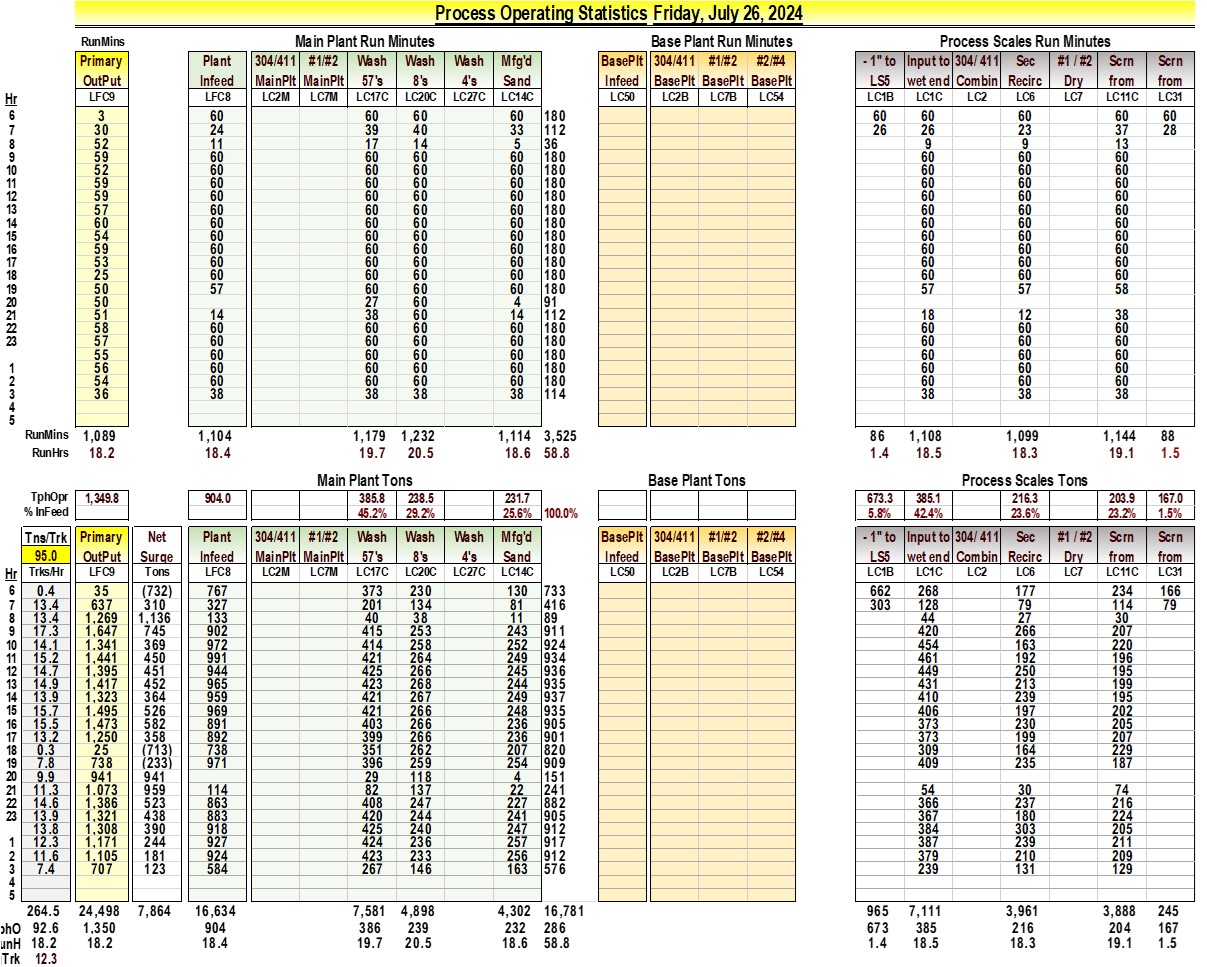 Process Operating Statistics Friday, July 26, 2024
RunMins Main Plant Run Minutes Base Plant Run Minutes Process Scales Run Minutes
Primary Plant 304/411 #1/#2 Wash Wash Wash Mfg'd BasePlt 304/411 #1/#2 #2/#4 - 1" to Input to 304/ 411 Sec #1 / #2 Scrn Scrn
OutPut Infeed MainPlt MainPlt 57's 8's 4's Sand Infeed BasePlt BasePlt BasePlt LS5 wet end Combin Recirc Dry from from
Hr LFC9 LFC8 LC2M LC7M LC17C LC20C LC27C LC14C LC50 LC2B LC7B LC54 LC1B LC1C LC2 LC6 LC7 LC11C LC31
6 3 60 60 60 60 180 60 60 60 60 60
7 30 24 39 40 33 112 26 26 23 37 28
8 52 11 17 14 5 36 9 9 13
9 59 60 60 60 60 180 60 60 60
10 52 60 60 60 60 180 60 60 60
11 59 60 60 60 60 180 60 60 60
12 59 60 60 60 60 180 60 60 60
13 57 60 60 60 60 180 60 60 60
14 60 60 60 60 60 180 60 60 60
15 54 60 60 60 60 180 60 60 60
16 59 60 60 60 60 180 60 60 60
17 53 60 60 60 60 180 60 60 60
18 25 60 60 60 60 180 60 60 60
19 50 57 60 60 60 180 57 57 58
20 50 27 60 4 91
21 51 14 38 60 14 112 18 12 38
22 58 60 60 60 60 180 60 60 60
23 57 60 60 60 60 180 60 60 60
55 60 60 60 60 180 60 60 60
1 56 60 60 60 60 180 60 60 60
2 54 60 60 60 60 180 60 60 60
3 36 38 38 38 38 114 38 38 38
4
5
RunMins 1,089 1,104 1,179 1,232 1,114 3,525 86 1,108 1,099 1,144 88
RunHrs 18.2 18.4 19.7 20.5 18.6 58.8 1.4 18.5 18.3 19.1 1.5
Main Plant Tons Base Plant Tons Process Scales Tons
TphOpr 1,349.8 904.0 385.8 238.5 231.7 673.3 385.1 216.3 203.9 167.0
% InFeed 45.2% 29.2% 25.6% 100.0% 5.8% 42.4% 23.6% 23.2% 1.5%
Tns/Trk Primary Net Plant 304/411 #1/#2 Wash Wash Wash Mfg'd BasePlt 304/411 #1/#2 #2/#4 - 1" to Input to 304/ 411 Sec #1 / #2 Scrn Scrn
95.0 OutPut Surge Infeed MainPlt MainPlt 57's 8's 4's Sand Infeed BasePlt BasePlt BasePlt LS5 wet end Combin Recirc Dry from from
Hr Trks/Hr LFC9 Tons LFC8 LC2M LC7M LC17C LC20C LC27C LC14C LC50 LC2B LC7B LC54 LC1B LC1C LC2 LC6 LC7 LC11C LC31
6 0.4 35 (732) 767 373 230 130 733 662 268 177 234 166
7 13.4 637 310 327 201 134 81 416 303 128 79 114 79
8 13.4 1,269 1,136 133 40 38 11 89 44 27 30
9 17.3 1,647 745 902 415 253 243 911 420 266 207
10 14.1 1,341 369 972 414 258 252 924 454 163 220
11 15.2 1,441 450 991 421 264 249 934 461 192 196
12 14.7 1,395 451 944 425 266 245 936 449 250 195
13 14.9 1,417 452 965 423 268 244 935 431 213 199
14 13.9 1,323 364 959 421 267 249 937 410 239 195
15 15.7 1,495 526 969 421 266 248 935 406 197 202
16 15.5 1,473 582 891 403 266 236 905 373 230 205
17 13.2 1,250 358 892 399 266 236 901 373 199 207
18 0.3 25 (713) 738 351 262 207 820 309 164 229
19 7.8 738 (233) 971 396 259 254 909 409 235 187
20 9.9 941 941 29 118 4 151
21 11.3 1,073 959 114 82 137 22 241 54 30 74
22 14.6 1,386 523 863 408 247 227 882 366 237 216
23 13.9 1,321 438 883 420 244 241 905 367 180 224
13.8 1,308 390 918 425 240 247 912 384 303 205
1 12.3 1,171 244 927 424 236 257 917 387 239 211
2 11.6 1,105 181 924 423 233 256 912 379 210 209
3 7.4 707 123 584 267 146 163 576 239 131 129
4
5
264.5 24,498 7,864 16,634 7,581 4,898 4,302 16,781 965 7,111 3,961 3,888 245
phO 92.6 1,350 904 386 239 232 286 673 385 216 204 167
unH 18.2 18.2 18.4 19.7 20.5 18.6 58.8 1.4 18.5 18.3 19.1 1.5
Trk 12.3